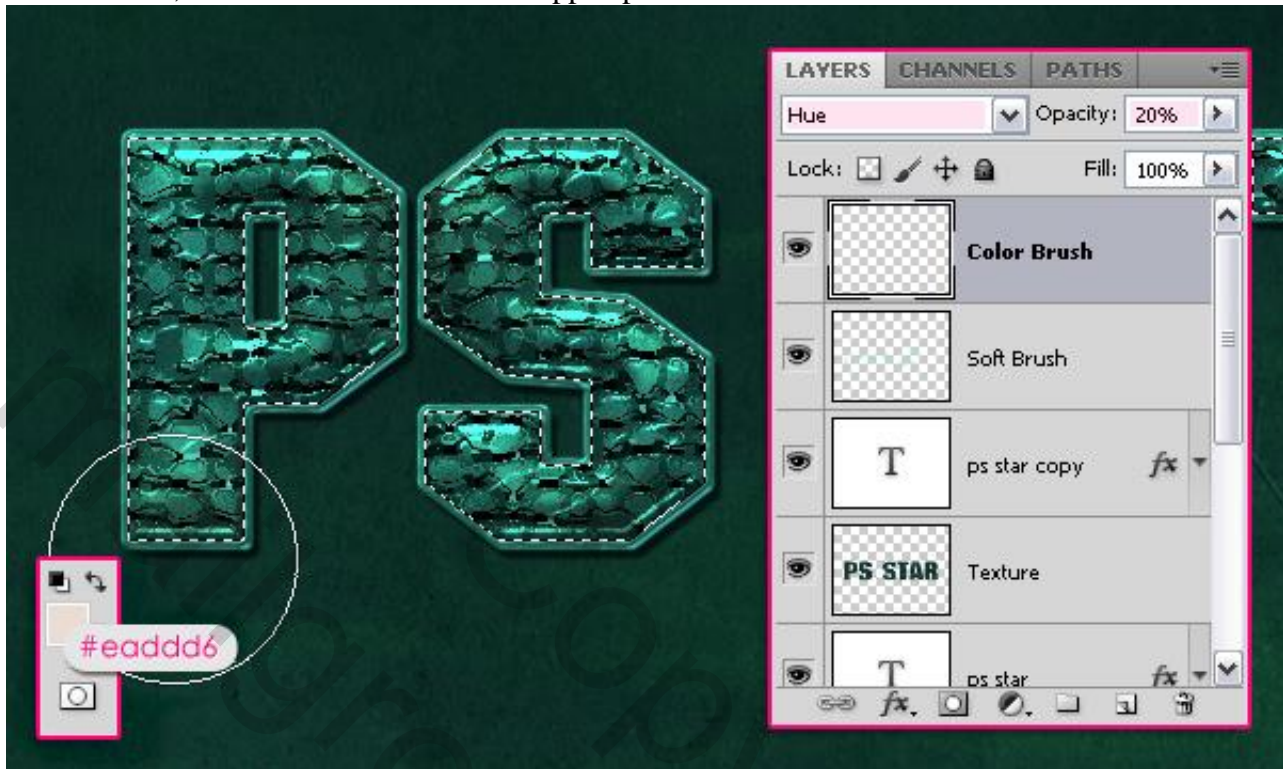 PS
LAYERS CHANNELS PATHS
Hue Opacity: 20%
Lock: Fill: 100%
Color Brush
Soft Brush
T ps star copy fx
PS STAR Texture
T ps star fx
fx
#eaddd6